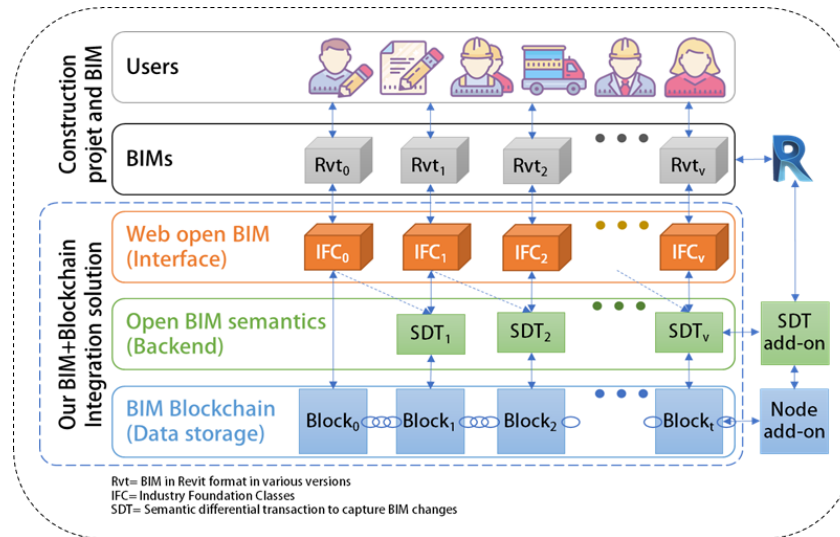 Construction
projet and BIM
Users
BIMs
Rvt0
Rvt1
Rvt2
Rvtv
R
Our BIM+Blockchain
Integration solution
Web open BIM
(Interface)
IFC0
IFC1
IFC2
IFCv
Open BIM semantics
(Backend)
SDT1
SDT2
SDTv
SDT
add-on
BIM Blockchain
(Data storage)
Block0
Block1
Block2
Blockt
Node
add-on
Rvt= BIM in Revit format in various versions
IFC= Industry Foundation Classes
SDT= Semantic differential transaction to capture BIM changes